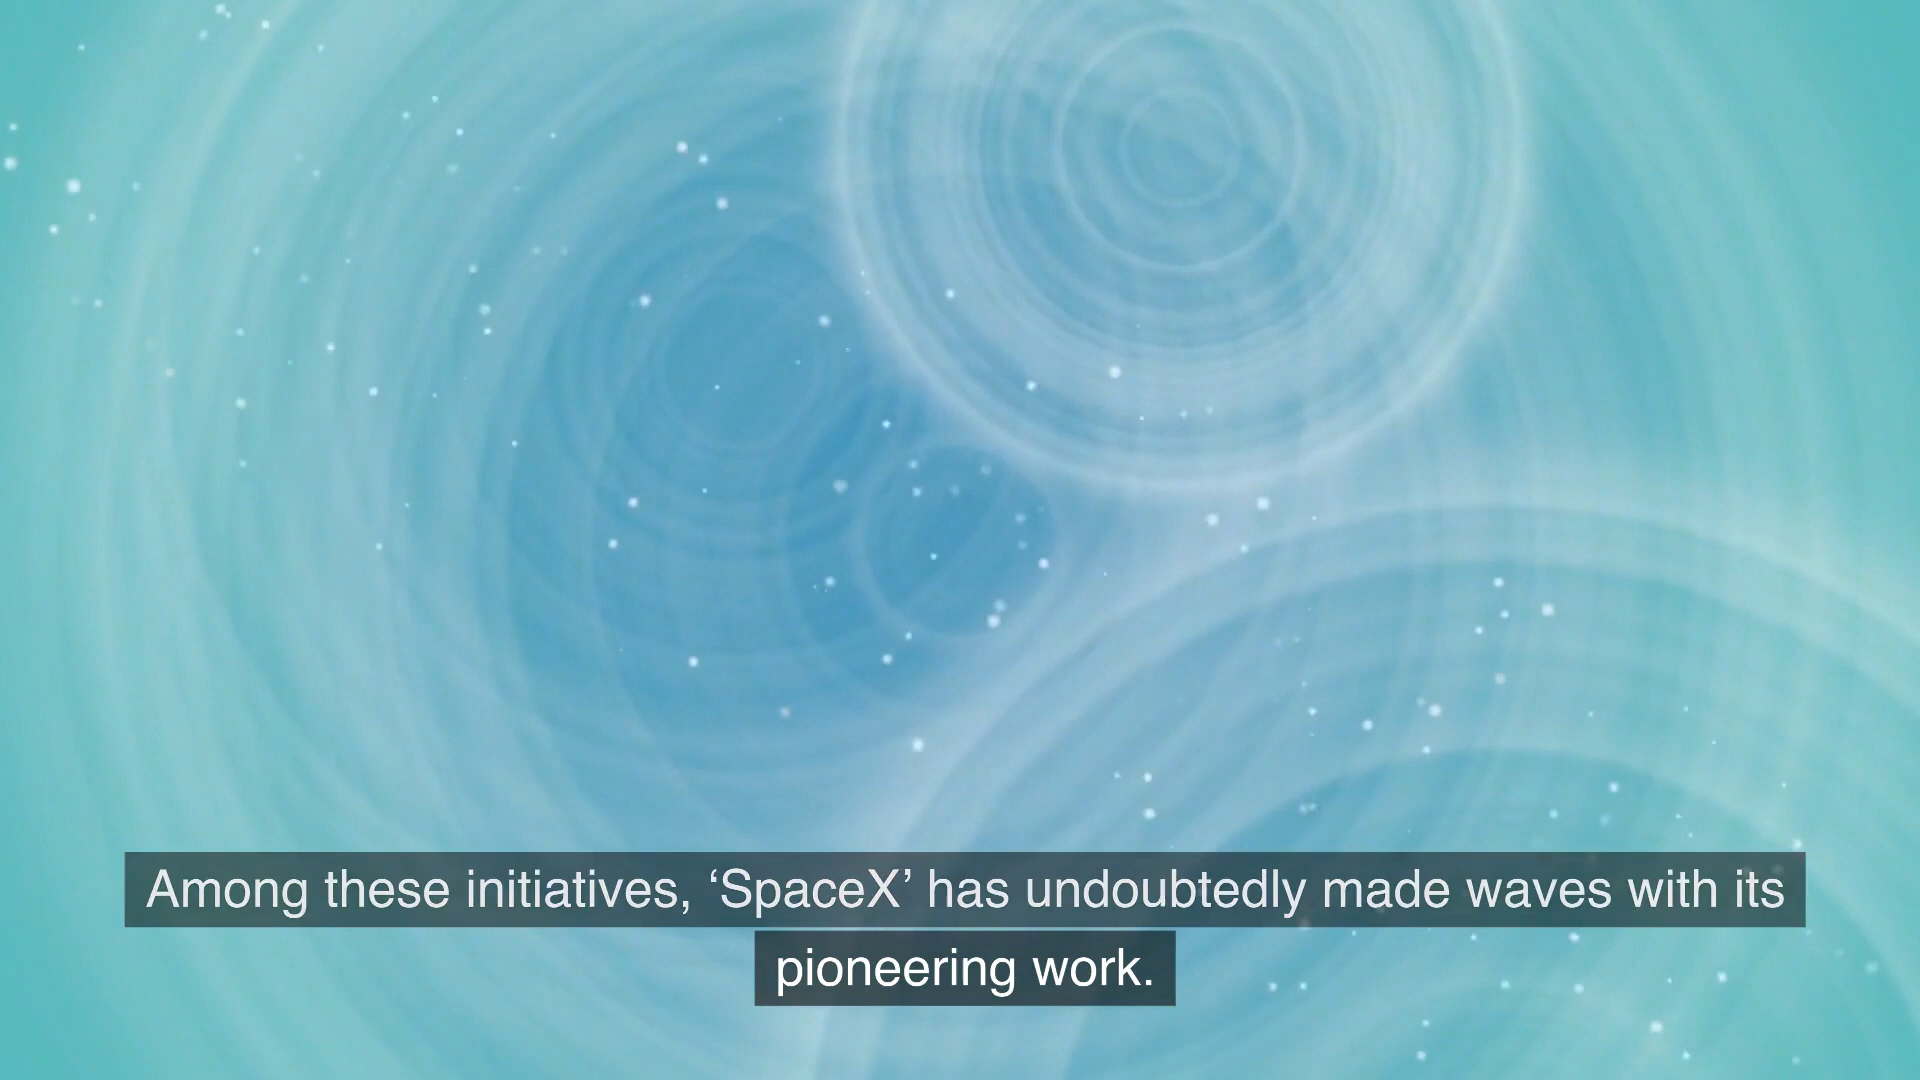 Among these initiatives, ‘SpaceX’ has undoubtedly made waves with its
pioneering work.